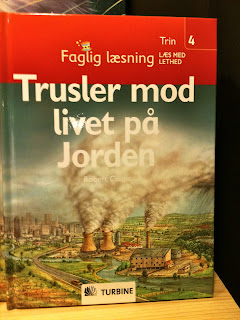 Faglig læsning
Trin 4
LÆS MED
LETHED
Trusler mod
livet på
Jorden
TURBINE